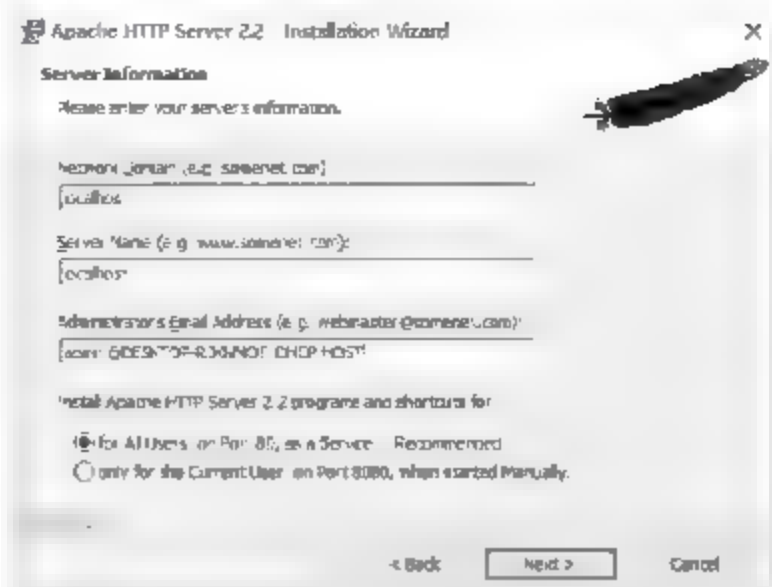 Apache HTTP Server 2.2 Installation Wizard
Server Information
Please enter your server's information.
Network Domain (e.g. somenet.com)
localhost
Server Name (e.g. www.somenet.com):
localhost
Administrator's Email Address (e.g. webmaster@somenet.com):
Install Apache HTTP Server 2.2 programs and shortcuts for
for All Users, on Port 80, as a Service Recommended
only for the Current User, on Port 8080, when started Manually.
< Back Next > Cancel